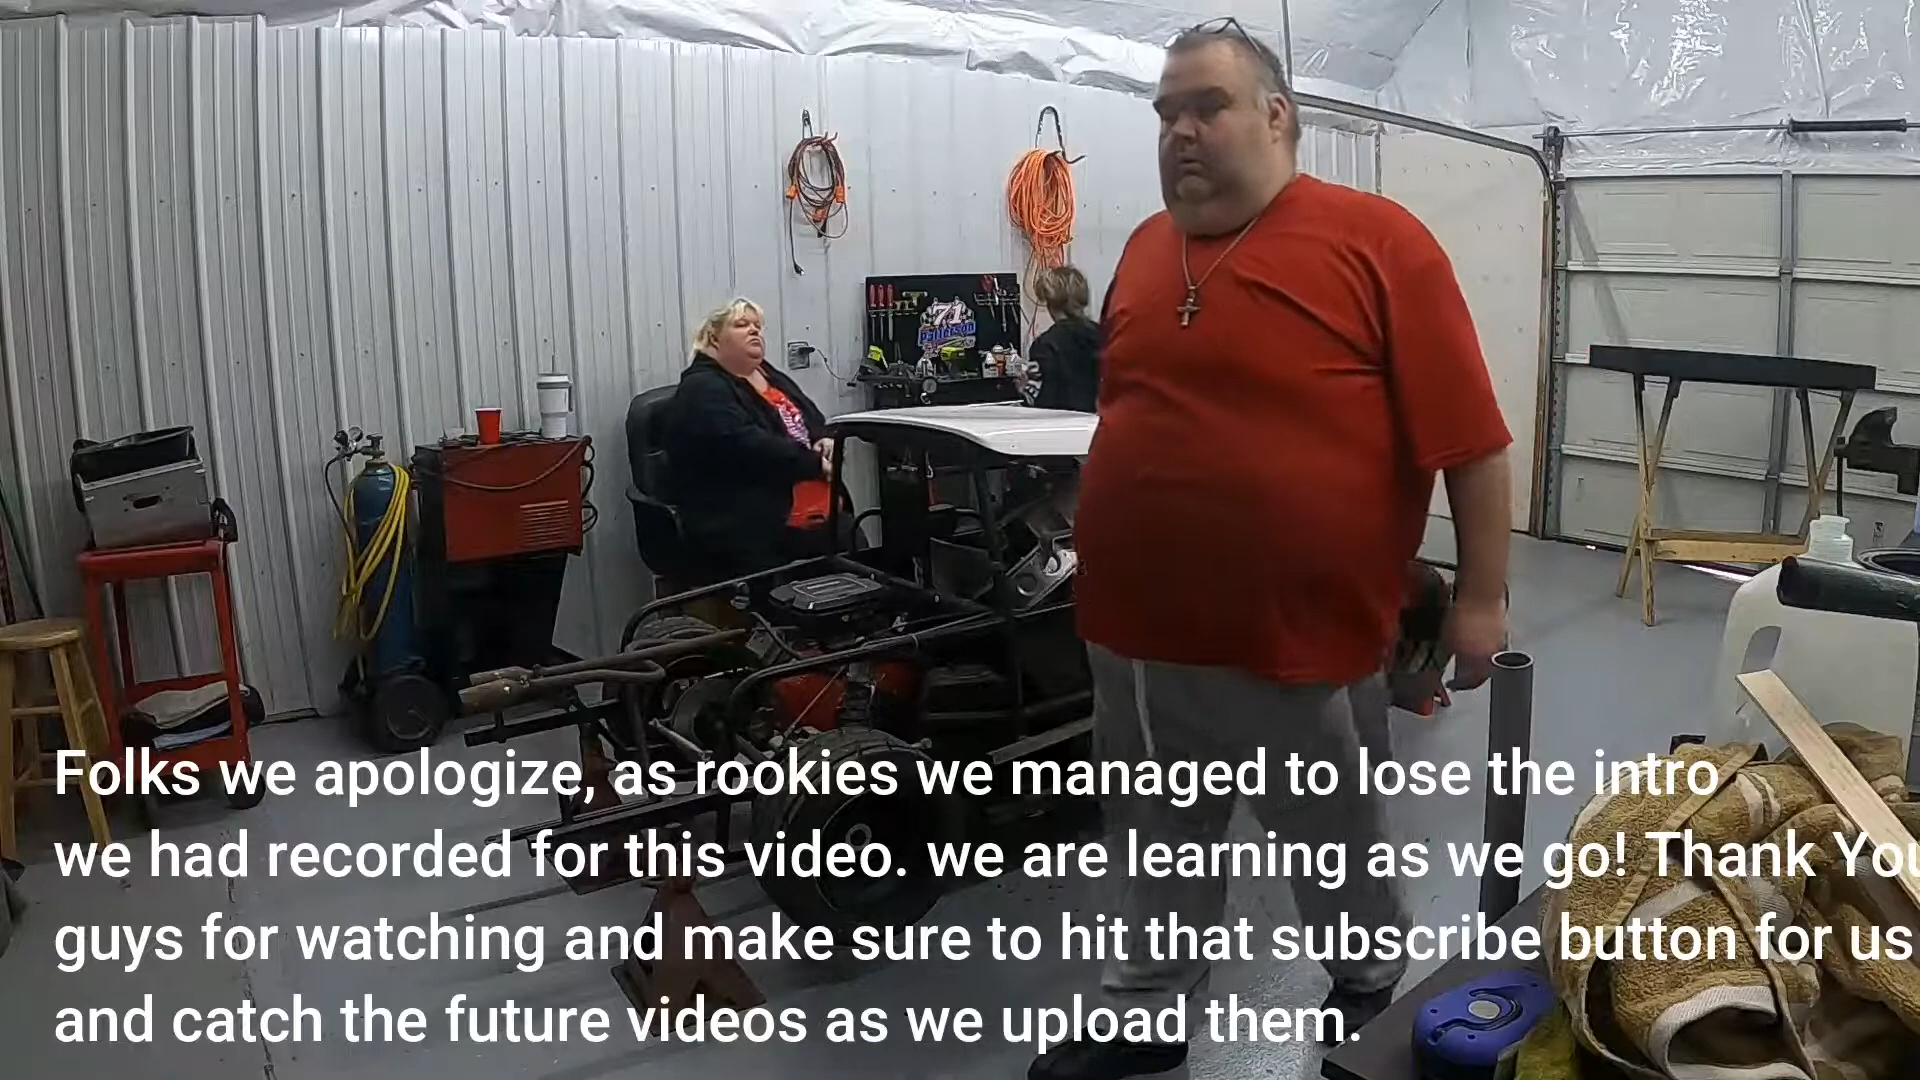 71
Patterson
Folks we apologize, as rookies we managed to lose the intro
we had recorded for this video. we are learning as we go! Thank You
guys for watching and make sure to hit that subscribe button for us
and catch the future videos as we upload them.